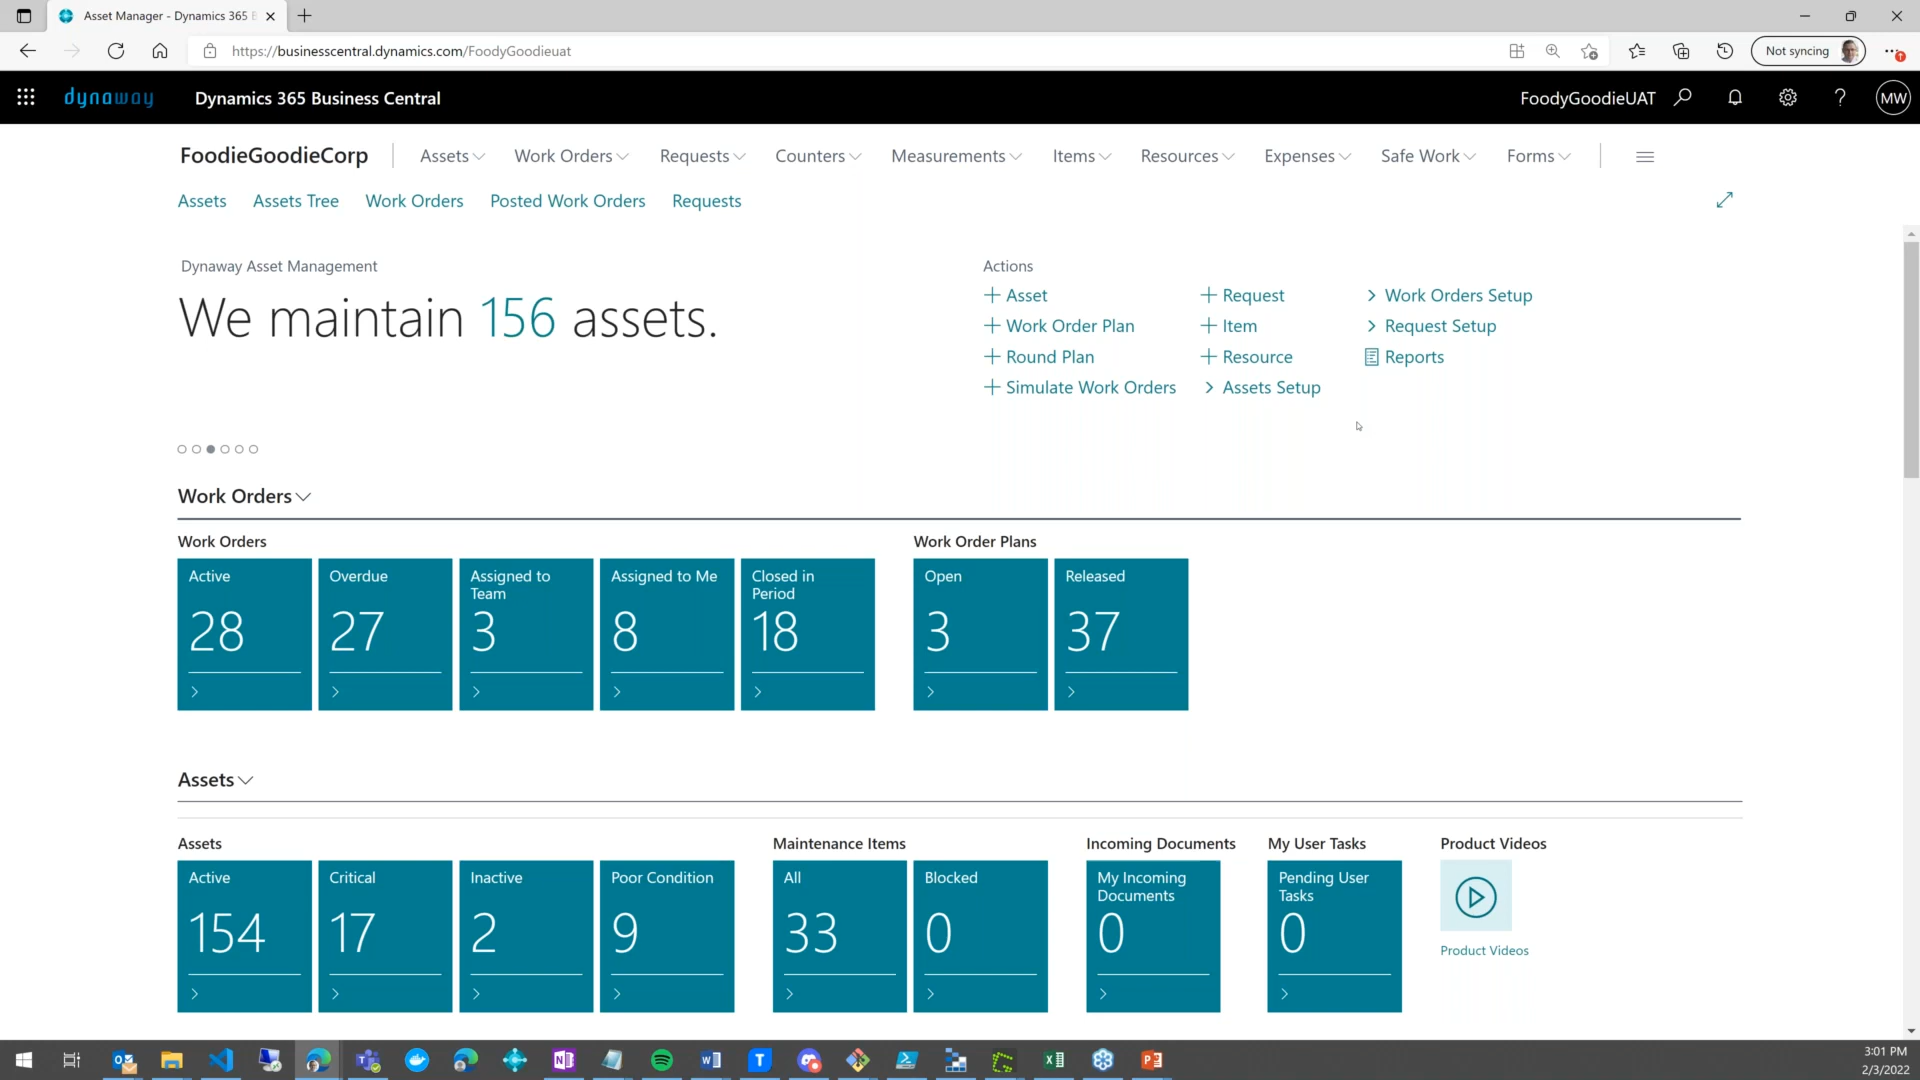 Asset Manager - Dynamics 365 B
https://businesscentral.dynamics.com/FoodyGoodieuat
Not syncing
dynaway
Dynamics 365 Business Central
FoodyGoodieUAT
?
MW
FoodieGoodieCorp
Assets
Work Orders
Requests
Counters
Measurements
Items
Resources
Expenses
Safe Work
Forms
Assets
Assets Tree
Work Orders
Posted Work Orders
Requests
Dynaway Asset Management
We maintain 156 assets.
Actions
+ Asset
+ Work Order Plan
+ Round Plan
+ Simulate Work Orders
+ Request
+ Item
+ Resource
> Assets Setup
> Work Orders Setup
> Request Setup
Reports
Work Orders
Work Orders
Active
28
Overdue
27
Assigned to
Team
3
Assigned to Me
8
Closed in
Period
18
Work Order Plans
Open
3
Released
37
Assets
Assets
Active
154
Critical
17
Inactive
2
Poor Condition
9
Maintenance Items
All
33
Blocked
0
Incoming Documents
My Incoming
Documents
0
My User Tasks
Pending User
Tasks
0
Product Videos
Product Videos
3:01 PM
2/3/2022